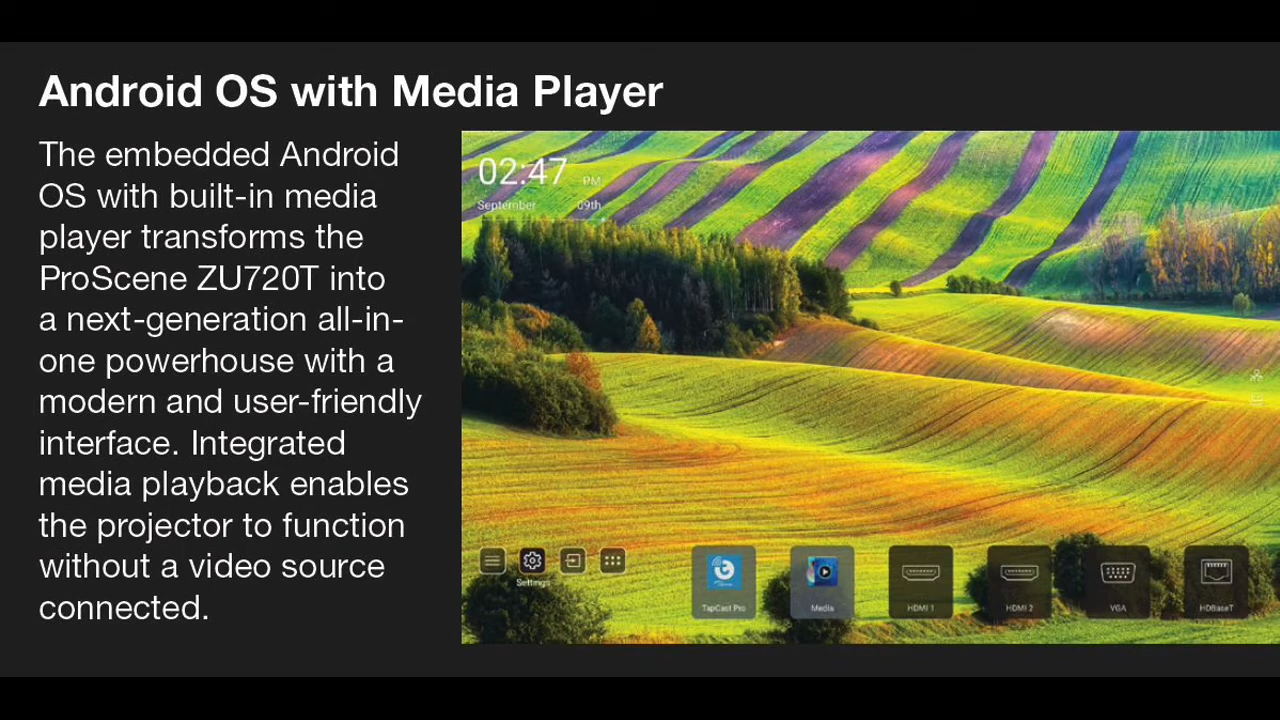 Android OS with Media Player
The embedded Android
OS with built-in media
player transforms the
ProScene ZU720T into
a next-generation all-in-
one powerhouse with a
modern and user-friendly
interface. Integrated
media playback enables
the projector to function
without a video source
connected.
02:47 PM
September 09th
Settings
TapCast Pro
Media
HDMI 1
HDMI 2
VGA
HDBaseT